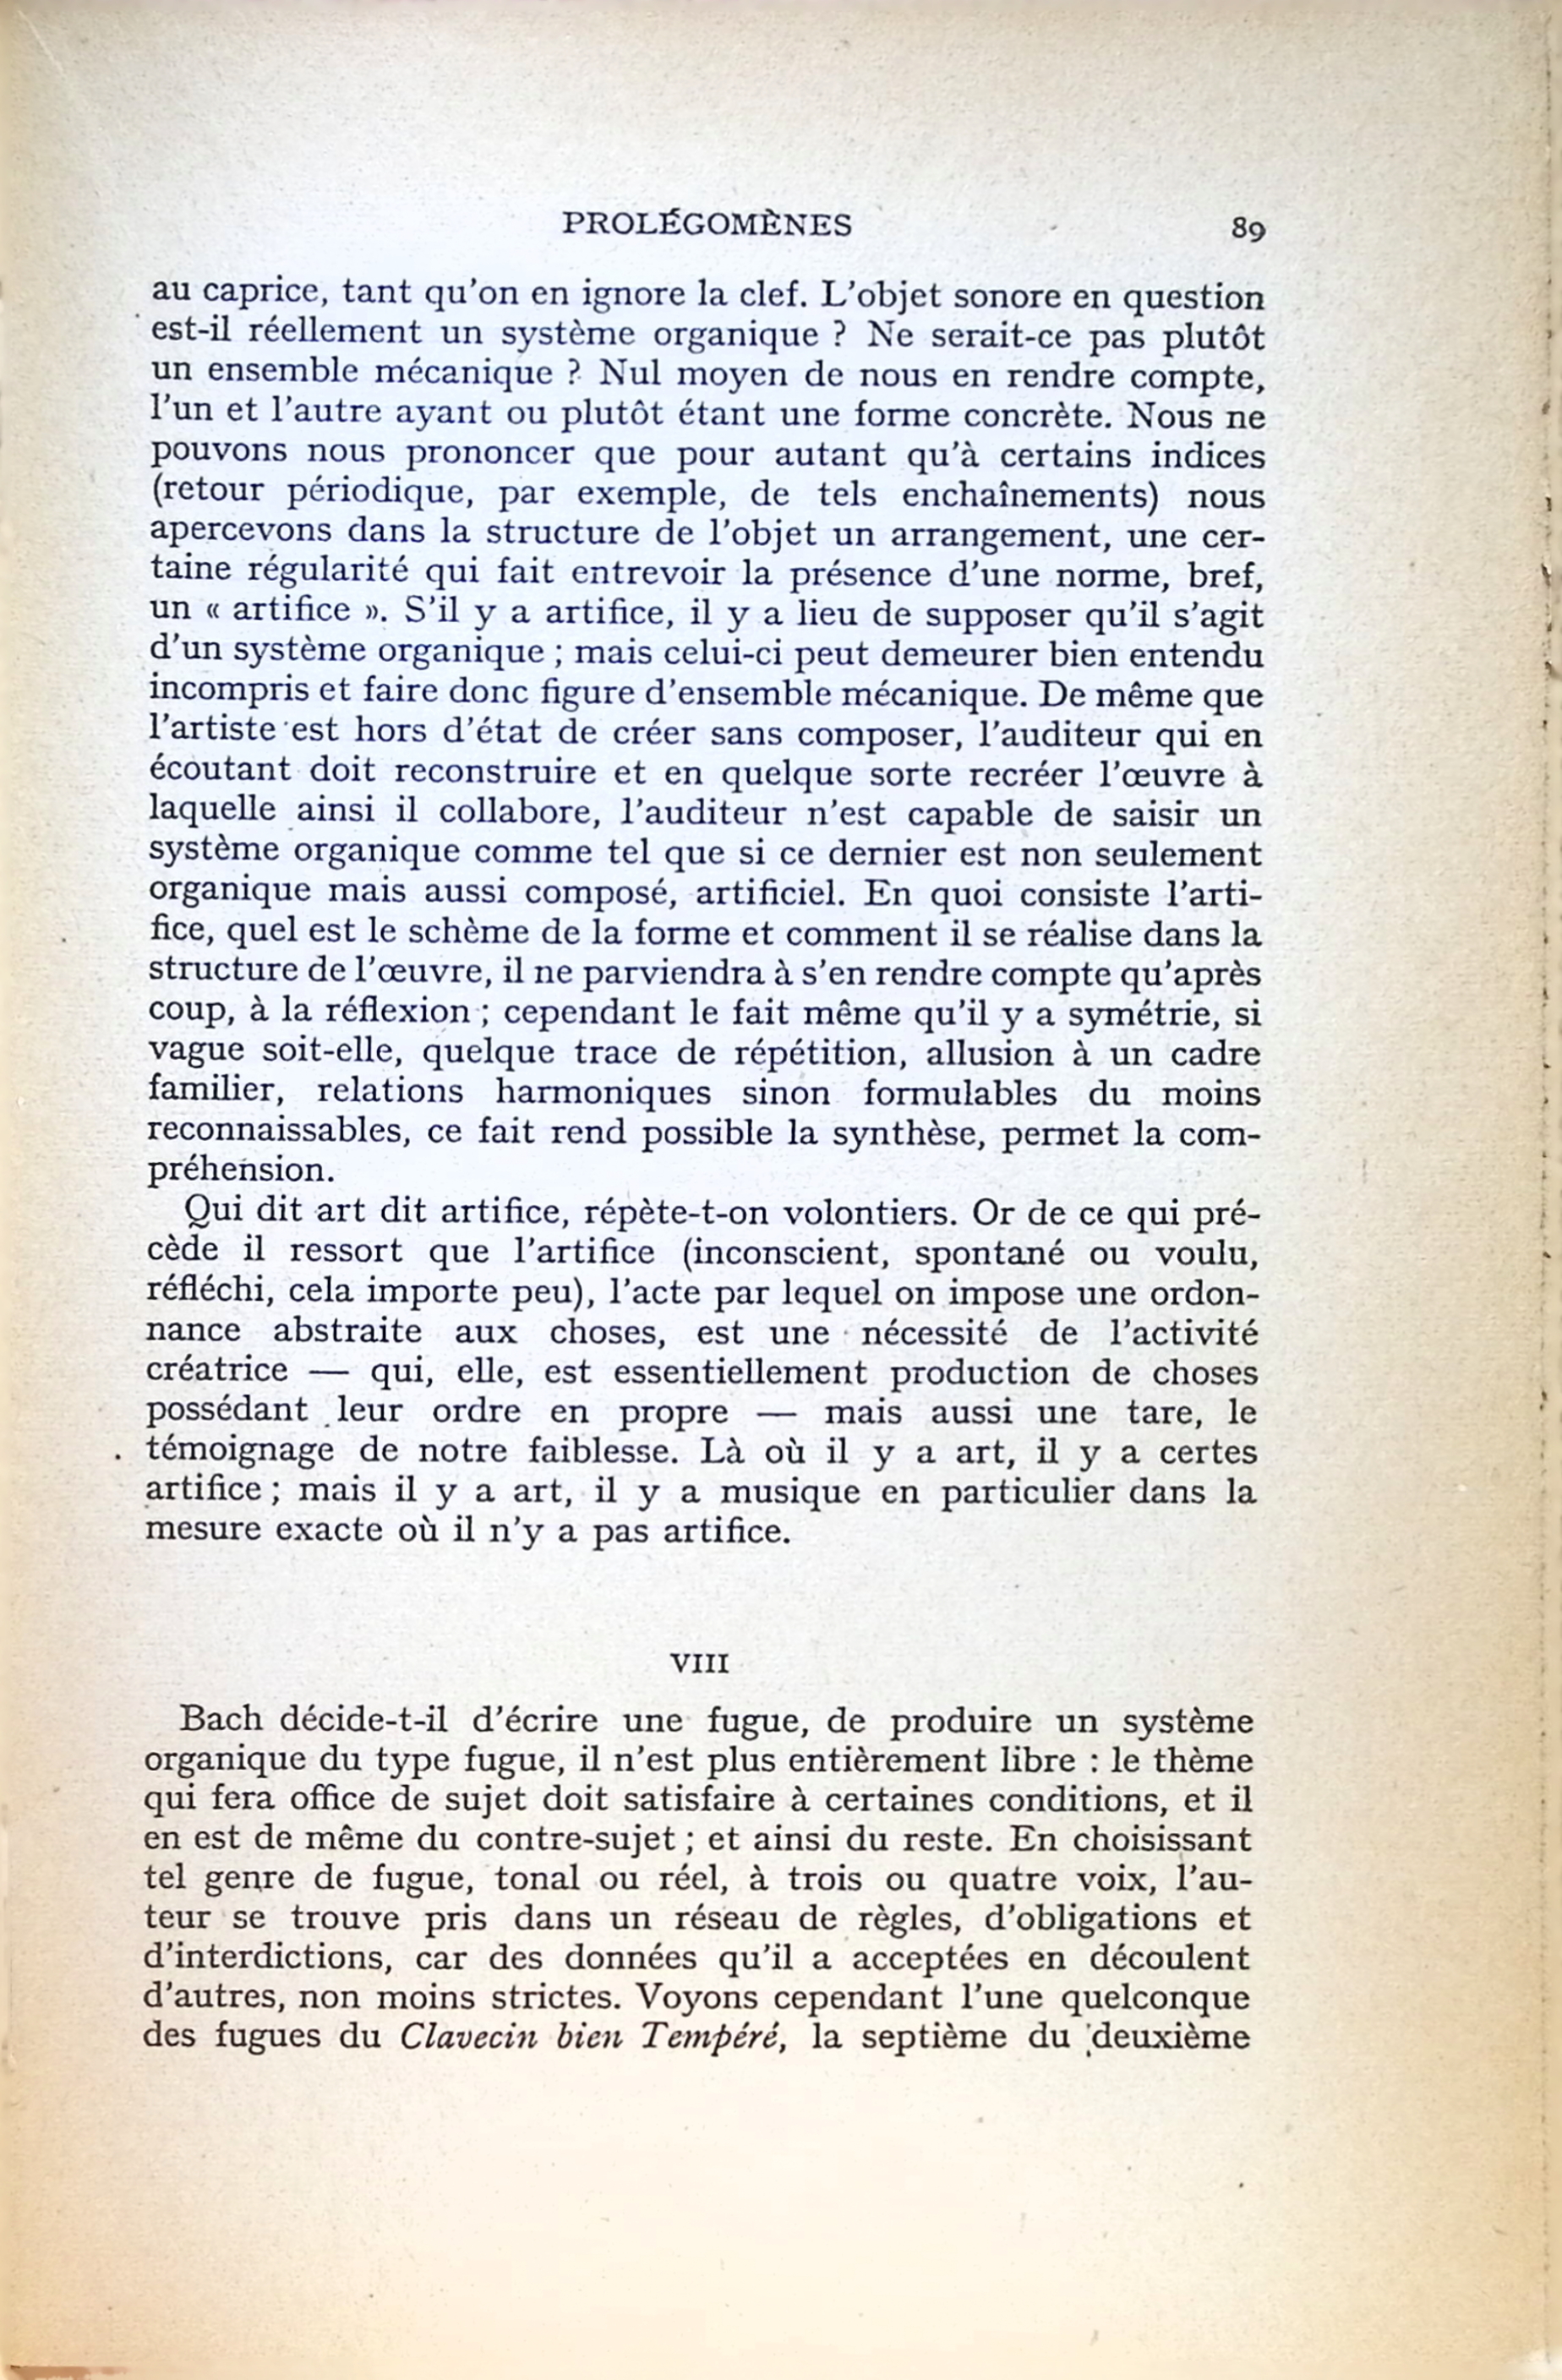 PROLÉGOMÈNES 89
au caprice, tant qu'on en ignore la clef. L'objet sonore en question
est-il réellement un système organique ? Ne serait-ce pas plutôt
un ensemble mécanique ? Nul moyen de nous en rendre compte,
l'un et l'autre ayant ou plutôt étant une forme concrète. Nous ne
pouvons nous prononcer que pour autant qu'à certains indices
(retour périodique, par exemple, de tels enchaînements) nous
apercevons dans la structure de l'objet un arrangement, une cer-
taine régularité qui fait entrevoir la présence d'une norme, bref,
un « artifice ». S'il y a artifice, il y a lieu de supposer qu'il s'agit
d'un système organique ; mais celui-ci peut demeurer bien entendu
incompris et faire donc figure d'ensemble mécanique. De même que
l'artiste est hors d'état de créer sans composer, l'auditeur qui en
écoutant doit reconstruire et en quelque sorte recréer l'œuvre à
laquelle ainsi il collabore, l'auditeur n'est capable de saisir un
système organique comme tel que si ce dernier est non seulement
organique mais aussi composé, artificiel. En quoi consiste l'arti-
fice, quel est le schème de la forme et comment il se réalise dans la
structure de l'œuvre, il ne parviendra à s'en rendre compte qu'après
coup, à la réflexion ; cependant le fait même qu'il y a symétrie, si
vague soit-elle, quelque trace de répétition, allusion à un cadre
familier, relations harmoniques sinon formulables du moins
reconnaissables, ce fait rend possible la synthèse, permet la com-
préhension.
Qui dit art dit artifice, répète-t-on volontiers. Or de ce qui pré-
cède il ressort que l'artifice (inconscient, spontané ou voulu,
réfléchi, cela importe peu), l'acte par lequel on impose une ordon-
nance abstraite aux choses, est une nécessité de l'activité
créatrice — qui, elle, est essentiellement production de choses
possédant leur ordre en propre — mais aussi une tare, le
témoignage de notre faiblesse. Là où il y a art, il y a certes
artifice ; mais il y a art, il y a musique en particulier dans la
mesure exacte où il n'y a pas artifice.
VIII
Bach décide-t-il d'écrire une fugue, de produire un système
organique du type fugue, il n'est plus entièrement libre : le thème
qui fera office de sujet doit satisfaire à certaines conditions, et il
en est de même du contre-sujet ; et ainsi du reste. En choisissant
tel genre de fugue, tonal ou réel, à trois ou quatre voix, l'au-
teur se trouve pris dans un réseau de règles, d'obligations et
d'interdictions, car des données qu'il a acceptées en découlent
d'autres, non moins strictes. Voyons cependant l'une quelconque
des fugues du Clavecin bien Tempéré, la septième du deuxième